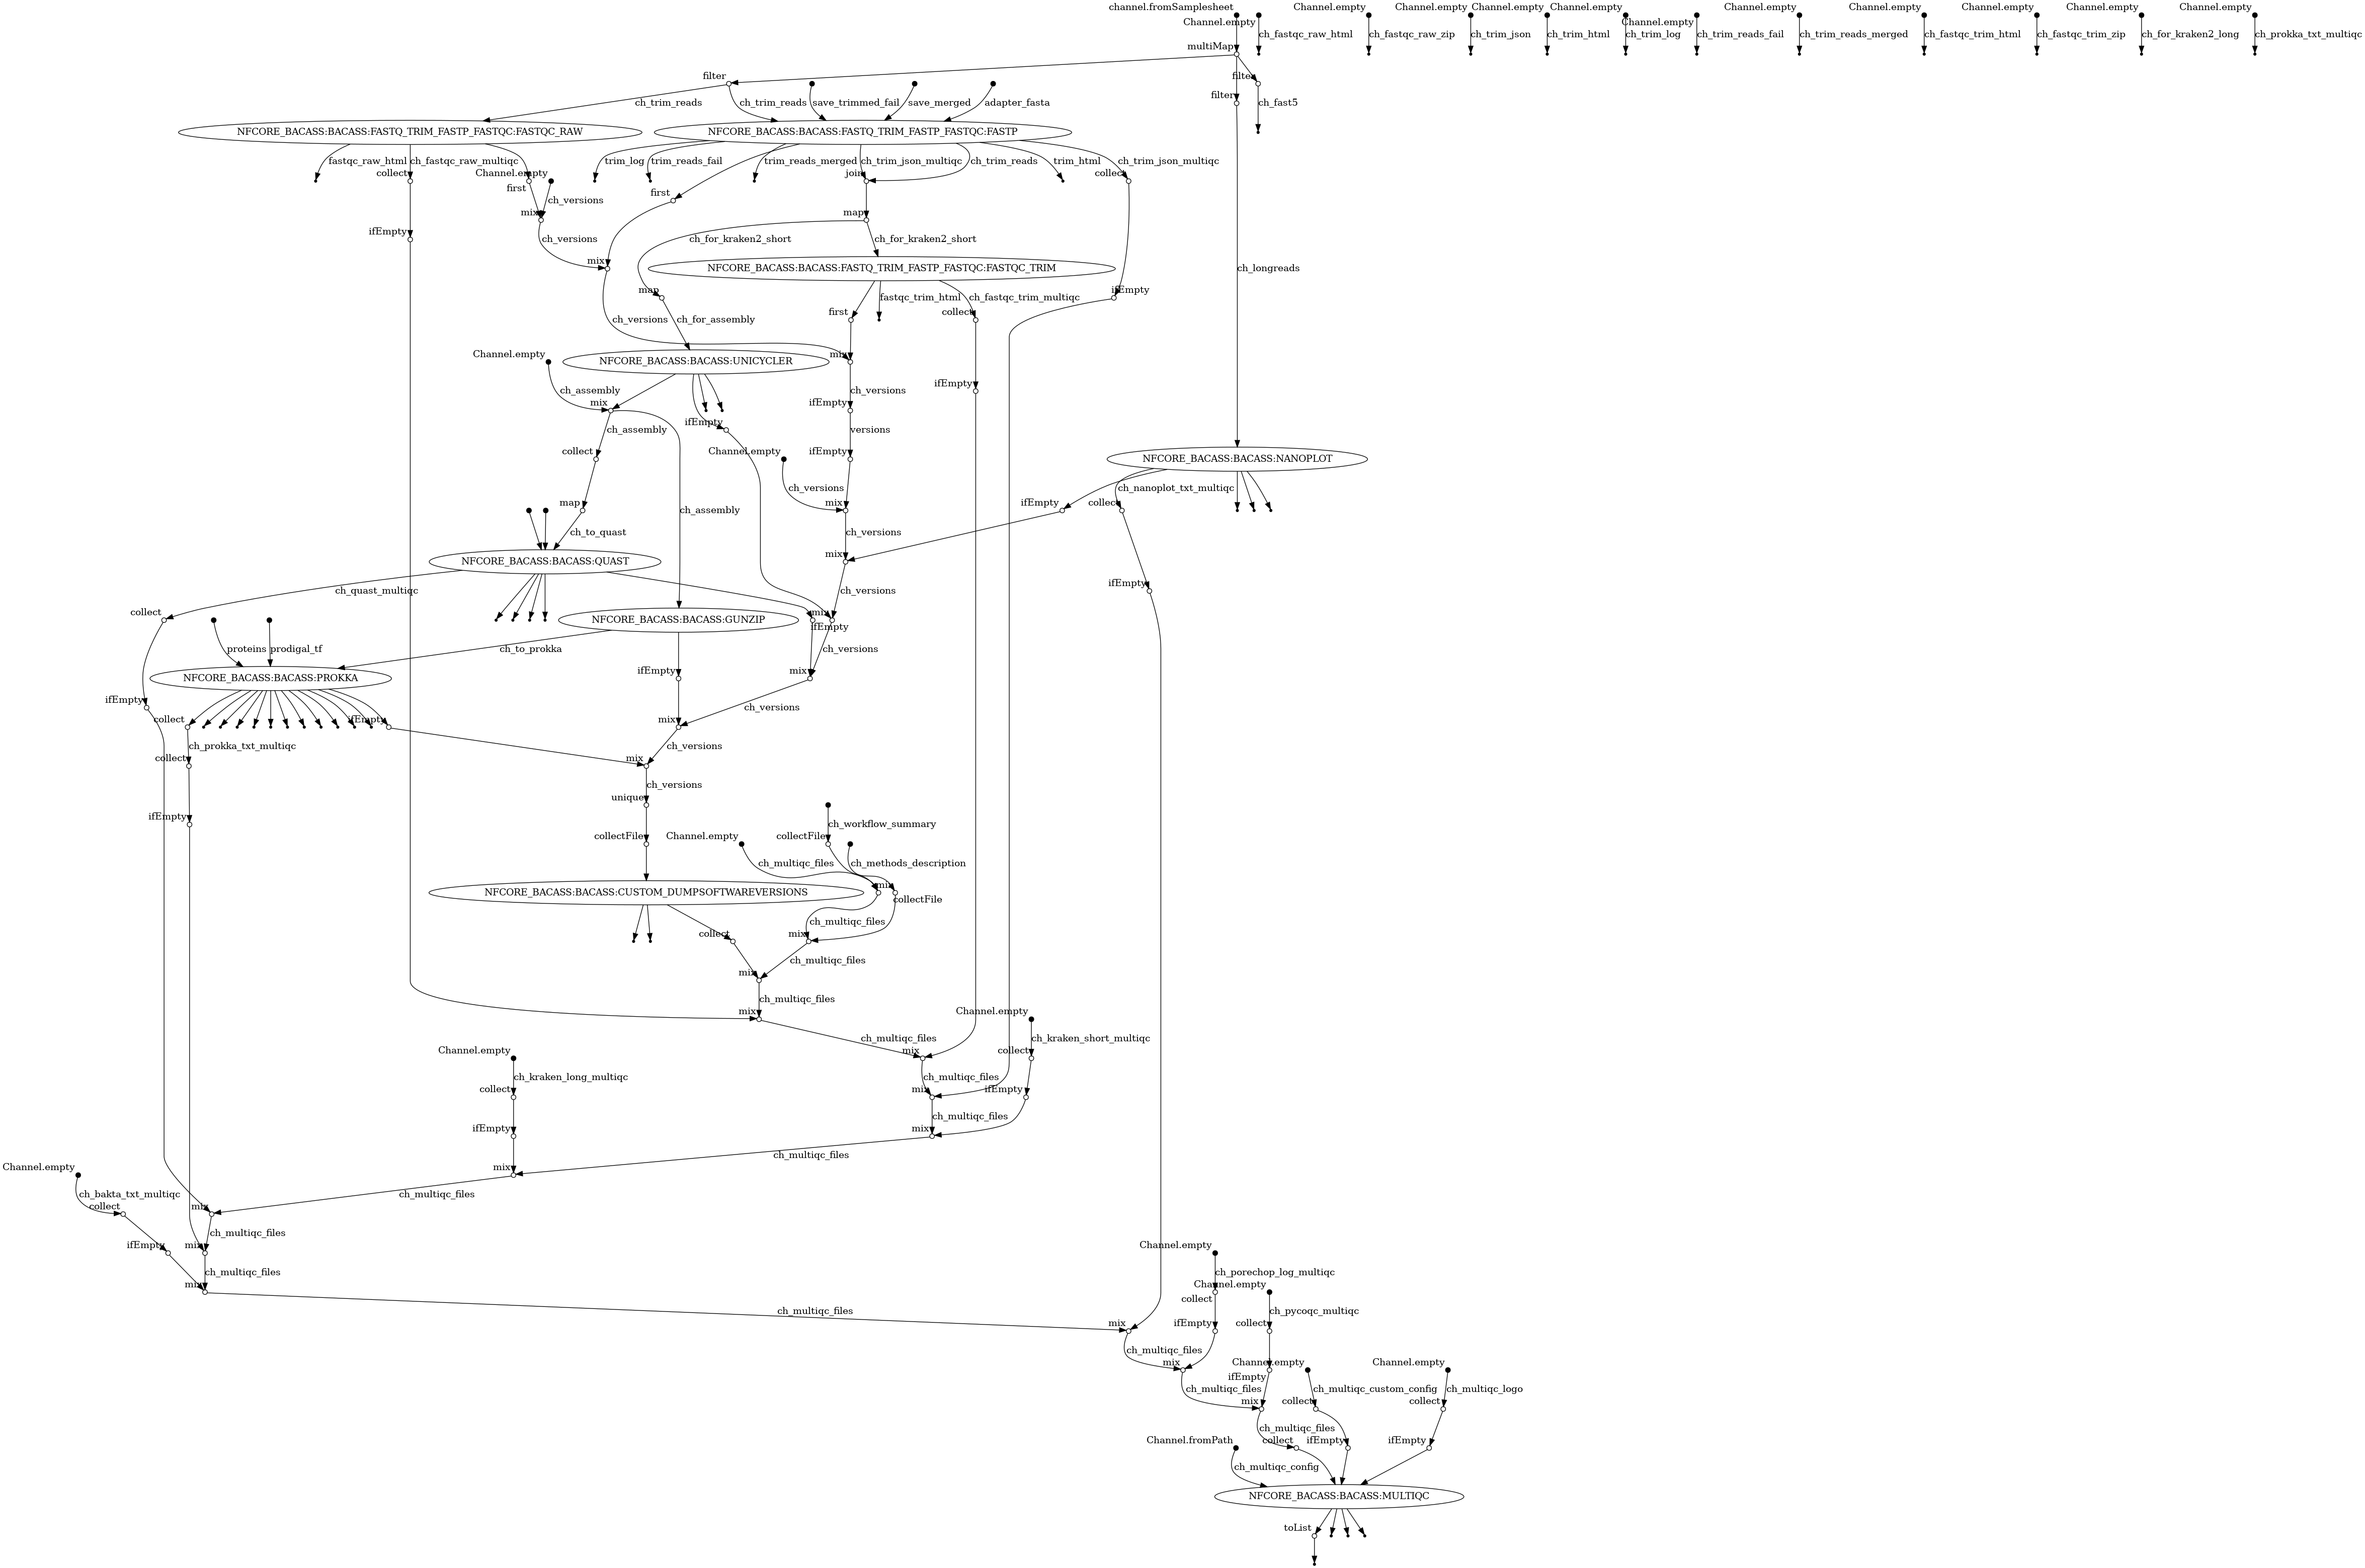 channel.fromSamplesheet
Channel.empty
Channel.empty
Channel.empty
Channel.empty
Channel.empty
Channel.empty
Channel.empty
Channel.empty
Channel.empty
Channel.empty
Channel.empty
ch_fastqc_raw_html
ch_fastqc_raw_zip
ch_trim_json
ch_trim_html
ch_trim_log
ch_trim_reads_fail
ch_trim_reads_merged
ch_fastqc_trim_html
ch_fastqc_trim_zip
ch_for_kraken2_long
ch_prokka_txt_multiqc
multiMap
filter
filter
filter
ch_trim_reads
ch_trim_reads
save_trimmed_fail
save_merged
adapter_fasta
ch_fast5
NFCORE_BACASS:BACASS:FASTQ_TRIM_FASTP_FASTQC:FASTQC_RAW
NFCORE_BACASS:BACASS:FASTQ_TRIM_FASTP_FASTQC:FASTP
fastqc_raw_html
ch_fastqc_raw_multiqc
trim_log
trim_reads_fail
trim_reads_merged
ch_trim_json_multiqc
ch_trim_reads
trim_html
ch_trim_json_multiqc
collect
Channel.empty
first
join
collect
first
ch_versions
mix
map
ifEmpty
ch_versions
ch_for_kraken2_short
ch_for_kraken2_short
mix
NFCORE_BACASS:BACASS:FASTQ_TRIM_FASTP_FASTQC:FASTQC_TRIM
ch_longreads
map
ifEmpty
fastqc_trim_html
ch_fastqc_trim_multiqc
first
collect
ch_versions
ch_for_assembly
Channel.empty
NFCORE_BACASS:BACASS:UNICYCLER
mix
ch_assembly
ch_versions
ifEmpty
mix
ifEmpty
ifEmpty
ch_assembly
versions
collect
Channel.empty
ifEmpty
NFCORE_BACASS:BACASS:NANOPLOT
ch_versions
ch_nanoplot_txt_multiqc
map
ch_assembly
mix
ifEmpty
collect
ch_to_quast
ch_versions
NFCORE_BACASS:BACASS:QUAST
mix
ifEmpty
ch_quast_multiqc
ch_versions
collect
mix
ifEmpty
NFCORE_BACASS:BACASS:GUNZIP
proteins
prodigal_tf
ch_to_prokka
ch_versions
ifEmpty
mix
NFCORE_BACASS:BACASS:PROKKA
ifEmpty
ch_versions
collect
ifEmpty
mix
ch_prokka_txt_multiqc
ch_versions
collect
mix
ch_versions
unique
ifEmpty
ch_workflow_summary
collectFile
Channel.empty
collectFile
ch_multiqc_files
ch_methods_description
NFCORE_BACASS:BACASS:CUSTOM_DUMPSOFTWAREVERSIONS
mix
collectFile
ch_multiqc_files
collect
mix
ch_multiqc_files
mix
ch_multiqc_files
mix
Channel.empty
ch_multiqc_files
ch_kraken_short_multiqc
Channel.empty
mix
collect
ch_kraken_long_multiqc
ch_multiqc_files
collect
mix
ifEmpty
ch_multiqc_files
ifEmpty
mix
ch_multiqc_files
Channel.empty
mix
ch_bakta_txt_multiqc
ch_multiqc_files
collect
mix
ch_multiqc_files
ifEmpty
mix
Channel.empty
ch_multiqc_files
ch_porechop_log_multiqc
mix
Channel.empty
collect
ch_multiqc_files
ch_pycoqc_multiqc
mix
ifEmpty
collect
ch_multiqc_files
mix
Channel.empty
Channel.empty
ifEmpty
ch_multiqc_files
ch_multiqc_custom_config
ch_multiqc_logo
mix
collect
collect
ch_multiqc_files
Channel.fromPath
collect
ifEmpty
ifEmpty
ch_multiqc_config
NFCORE_BACASS:BACASS:MULTIQC
toList